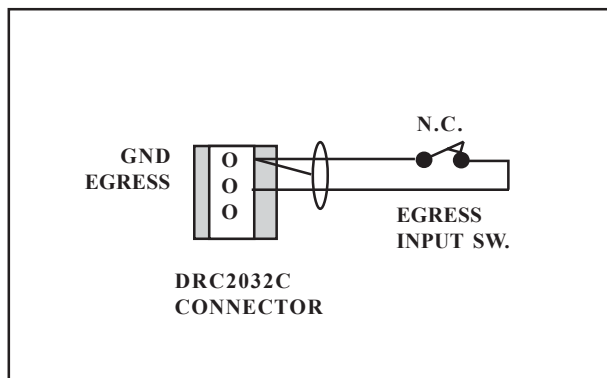 N.C.
GND
EGRESS
O
O
O
EGRESS
INPUT SW.
DRC2032C
CONNECTOR